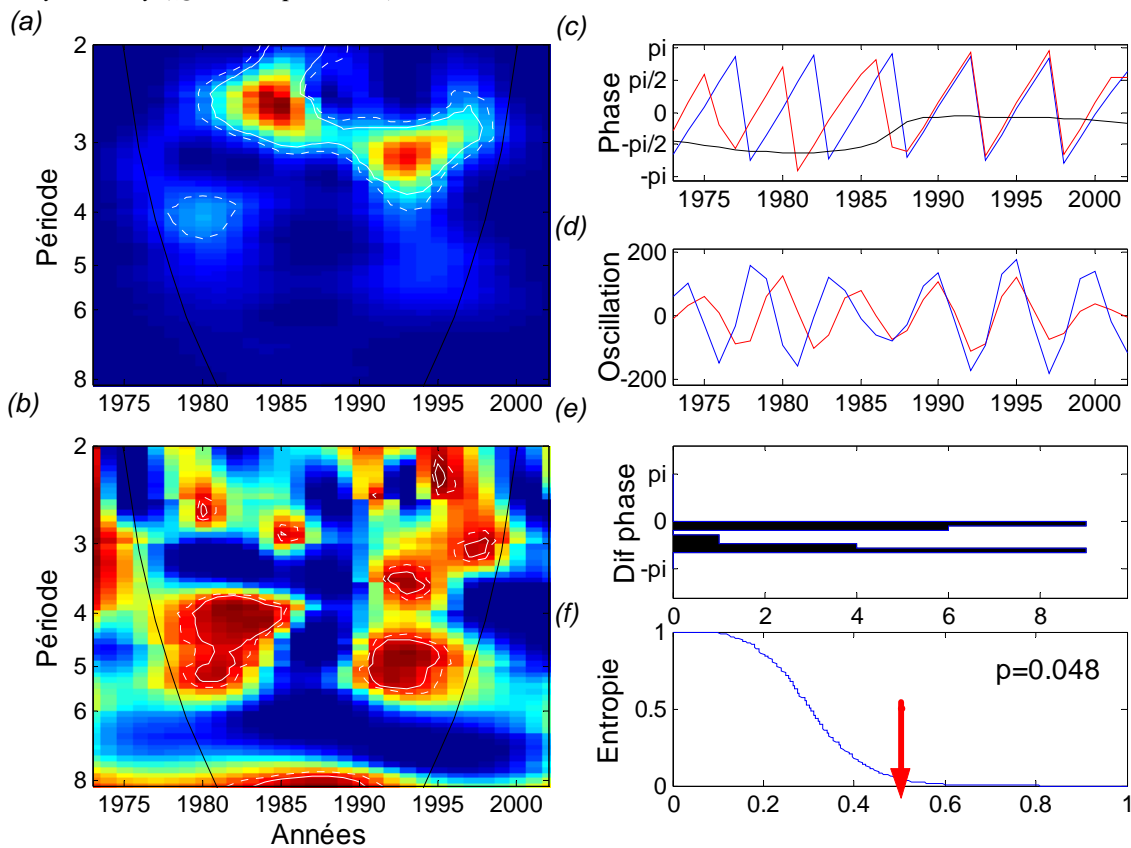 (a)
2
3
4
5
6
8
Période
1975 1980 1985 1990 1995 2000
(b)
2
3
4
5
6
8
Période
1975 1980 1985 1990 1995 2000
Années
(c)
pi
pi/2
0
-pi/2
-pi
Phase
1975 1980 1985 1990 1995 2000
(d)
200
0
-200
Oscillation
1975 1980 1985 1990 1995 2000
(e)
pi
0
-pi
Dif phase
2 4 6 8
(f)
1
0.5
0
Entropie
p=0.048
0 0.2 0.4 0.6 0.8 1